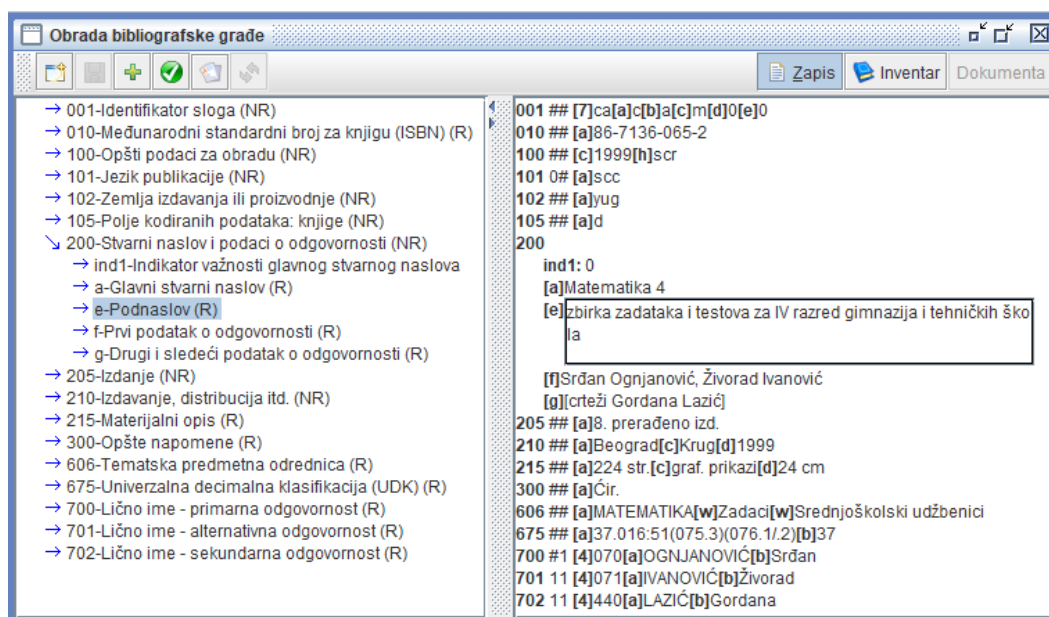 Obrada bibliografske građe
Zapis
Inventar
Dokumenta
→ 001-Identifikator sloga (NR)
→ 010-Međunarodni standardni broj za knjigu (ISBN) (R)
→ 100-Opšti podaci za obradu (NR)
→ 101-Jezik publikacije (NR)
→ 102-Zemlja izdavanja ili proizvodnje (NR)
→ 105-Polje kodiranih podataka: knjige (NR)
↘ 200-Stvarni naslov i podaci o odgovornosti (NR)
→ ind1-Indikator važnosti glavnog stvarnog naslova
→ a-Glavni stvarni naslov (R)
→ e-Podnaslov (R)
→ f-Prvi podatak o odgovornosti (R)
→ g-Drugi i sledeći podatak o odgovornosti (R)
→ 205-Izdanje (NR)
→ 210-Izdavanje, distribucija itd. (NR)
→ 215-Materijalni opis (R)
→ 300-Opšte napomene (R)
→ 606-Tematska predmetna odrednica (R)
→ 675-Univerzalna decimalna klasifikacija (UDK) (R)
→ 700-Lično ime - primarna odgovornost (R)
→ 701-Lično ime - alternativna odgovornost (R)
→ 702-Lično ime - sekundarna odgovornost (R)
001 ## [7]ca[a]c[b]a[c]m[d]0[e]0
010 ## [a]86-7136-065-2
100 ## [c]1999[h]scr
101 0# [a]scc
102 ## [a]yug
105 ## [a]d
200
ind1: 0
[a]Matematika 4
[e]zbirka zadataka i testova za IV razred gimnazija i tehničkih ško
la
[f]Srđan Ognjanović, Živorad Ivanović
[g][crteži Gordana Lazić]
205 ## [a]8. prerađeno izd.
210 ## [a]Beograd[c]Krug[d]1999
215 ## [a]224 str.[c]graf. prikazi[d]24 cm
300 ## [a]Ćir.
606 ## [a]MATEMATIKA[w]Zadaci[w]Srednjoškolski udžbenici
675 ## [a]37.016:51(075.3)(076.1/.2)[b]37
700 #1 [4]070[a]OGNJANOVIĆ[b]Srđan
701 11 [4]071[a]IVANOVIĆ[b]Živorad
702 11 [4]440[a]LAZIĆ[b]Gordana